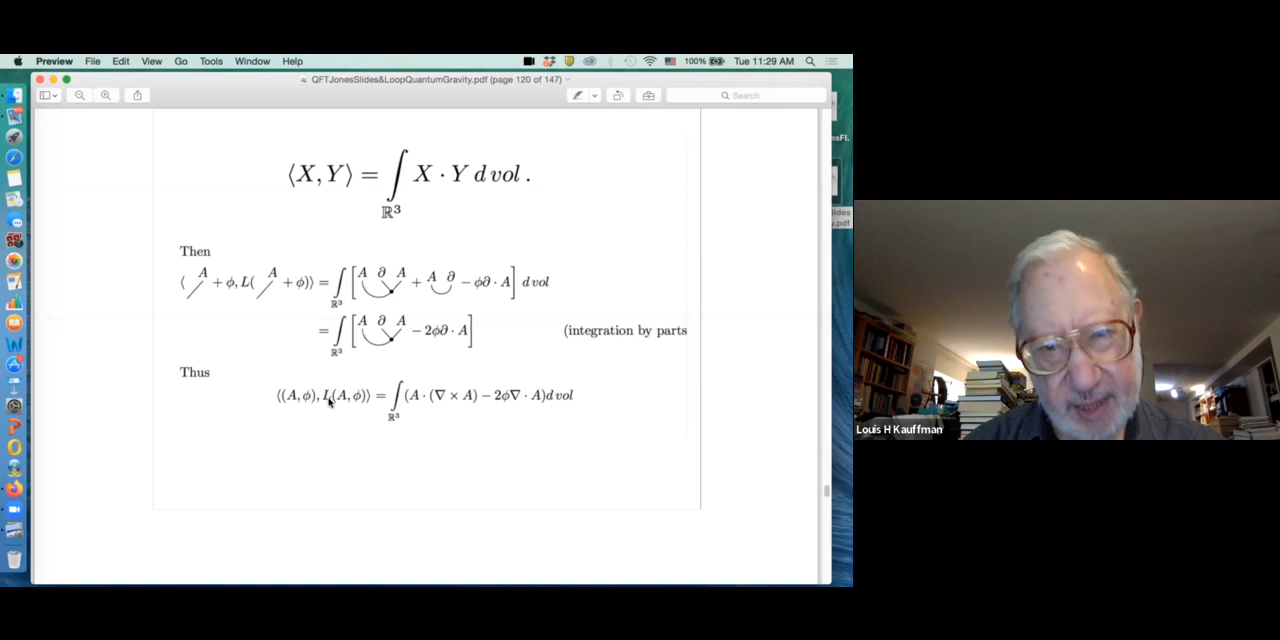 Preview File Edit View Go Tools Window Help 100% Tue 11:29 AM
QFTJonesSlides&LoopQuantumGravity.pdf (page 120 of 147)
Search
⟨X, Y⟩ = ∫ℝ³ X · Y d vol .
Then
⟨ A + ϕ, L( A + ϕ)⟩ = ∫ℝ³ [A ∂ A + A ∂ − ϕ∂ · A] d vol
= ∫ℝ³ [A ∂ A − 2ϕ∂ · A] (integration by parts
Thus
⟨(A, ϕ), L(A, ϕ)⟩ = ∫ℝ³ (A · (∇ × A) − 2ϕ∇ · A)d vol
Louis H Kauffman